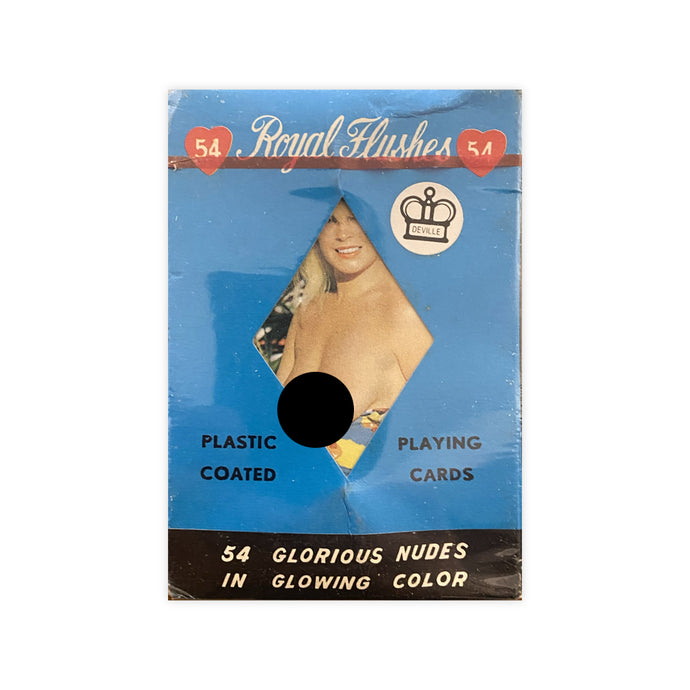 54 Royal Flushes 54
DEVILLE
PLASTIC COATED
PLAYING CARDS
54 GLORIOUS NUDES
IN GLOWING COLOR